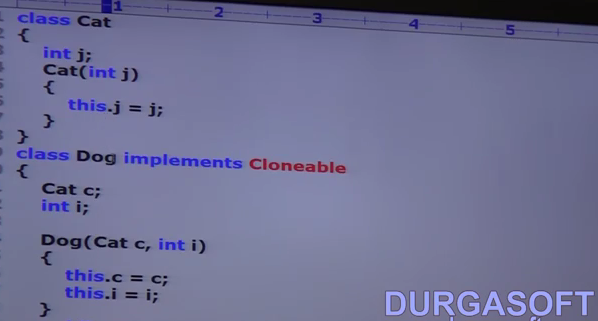 1 2 3 4 5
class Cat
{
int j;
Cat(int j)
{
this.j = j;
}
}
class Dog implements Cloneable
{
Cat c;
int i;
Dog(Cat c, int i)
{
this.c = c;
this.i = i;
}
DURGASOFT